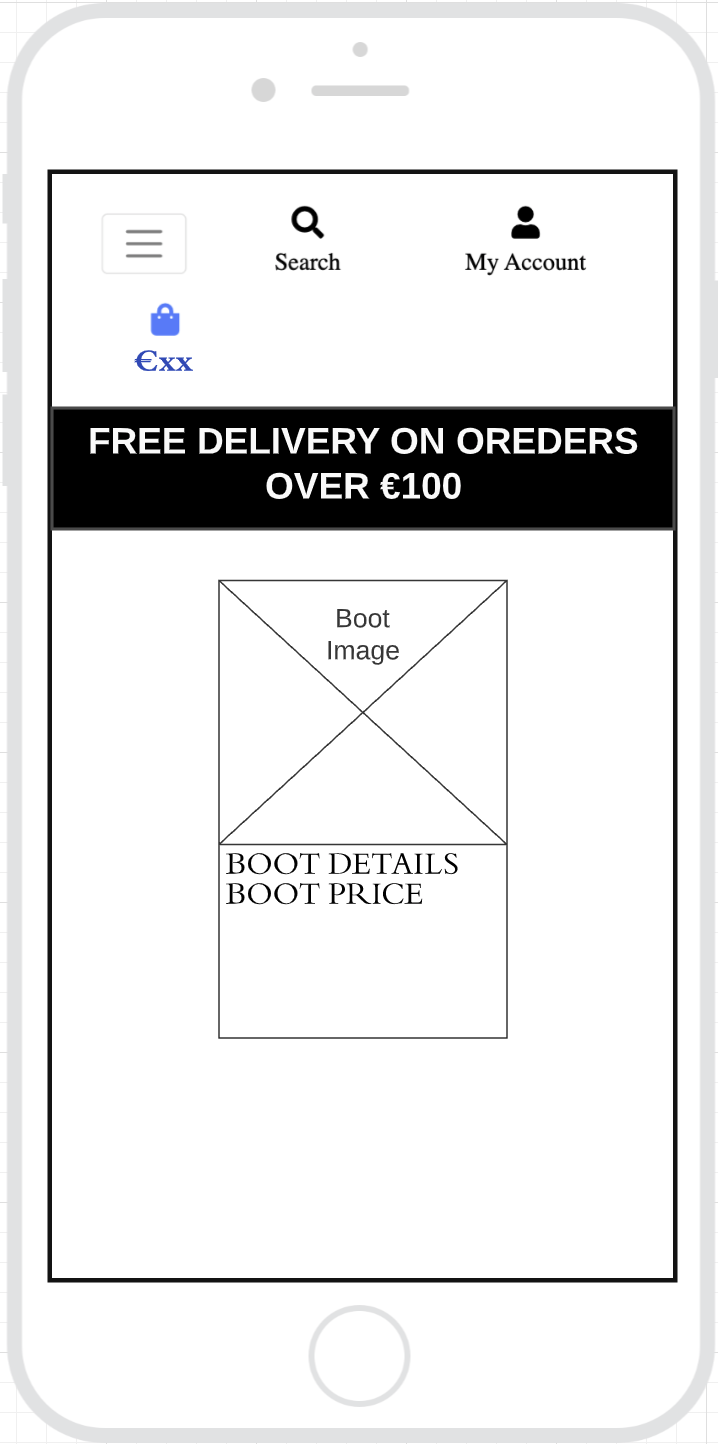 Search
My Account
€xx
FREE DELIVERY ON OREDERS
OVER €100
Boot
Image
BOOT DETAILS
BOOT PRICE